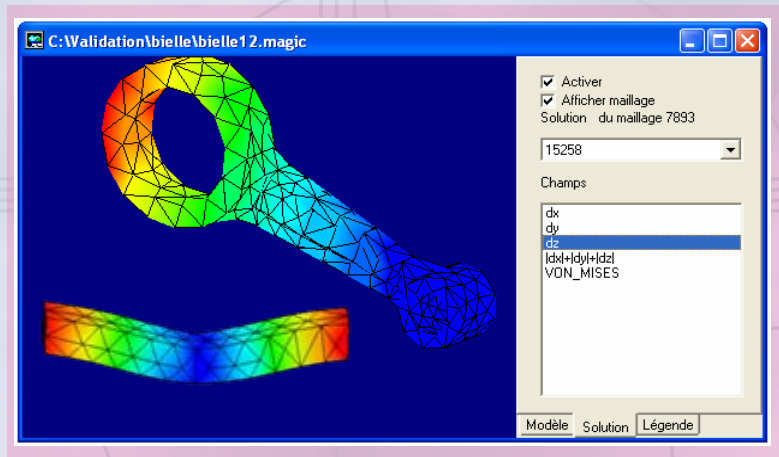 C:\Validation\bielle\bielle12.magic
Activer
Afficher maillage
Solution du maillage 7893
15258
Champs
dx
dy
dz
|dx|+|dy|+|dz|
VON_MISES
Modèle Solution Légende